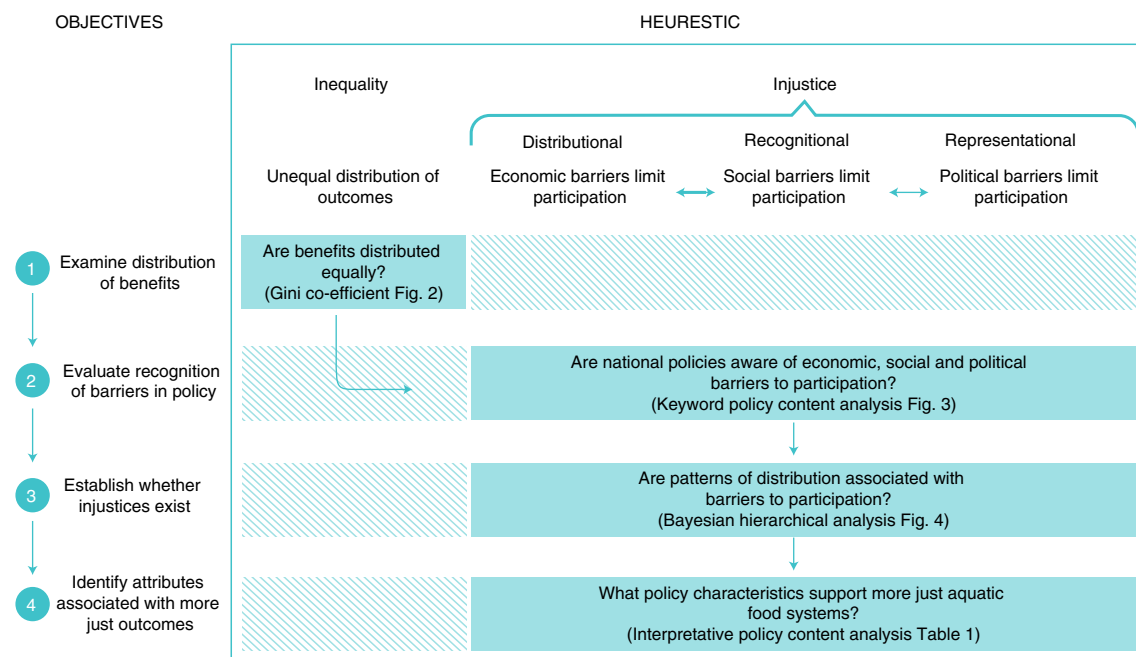 OBJECTIVES
HEURESTIC
Inequality
Injustice
Distributional
Recognitional
Representational
Unequal distribution of
outcomes
Economic barriers limit
participation
Social barriers limit
participation
Political barriers limit
participation
1
Examine distribution
of benefits
Are benefits distributed
equally?
(Gini co-efficient Fig. 2)
2
Evaluate recognition
of barriers in policy
Are national policies aware of economic, social and political
barriers to participation?
(Keyword policy content analysis Fig. 3)
3
Establish whether
injustices exist
Are patterns of distribution associated with
barriers to participation?
(Bayesian hierarchical analysis Fig. 4)
4
Identify attributes
associated with more
just outcomes
What policy characteristics support more just aquatic
food systems?
(Interpretative policy content analysis Table 1)